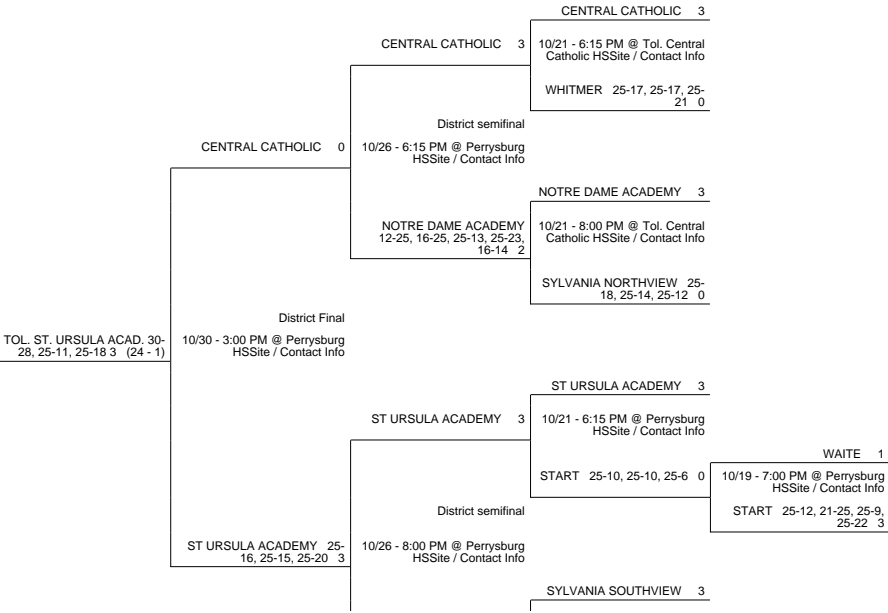 CENTRAL CATHOLIC 3
CENTRAL CATHOLIC 3
10/21 - 6:15 PM @ Tol. Central
Catholic HSSite / Contact Info
WHITMER 25-17, 25-17, 25-
21 0
District semifinal
CENTRAL CATHOLIC 0
10/26 - 6:15 PM @ Perrysburg
HSSite / Contact Info
NOTRE DAME ACADEMY 3
NOTRE DAME ACADEMY
12-25, 16-25, 25-13, 25-23,
16-14 2
10/21 - 8:00 PM @ Tol. Central
Catholic HSSite / Contact Info
SYLVANIA NORTHVIEW 25-
18, 25-14, 25-12 0
District Final
TOL. ST. URSULA ACAD. 30-
28, 25-11, 25-18 3 (24 - 1)
10/30 - 3:00 PM @ Perrysburg
HSSite / Contact Info
ST URSULA ACADEMY 3
ST URSULA ACADEMY 3
10/21 - 6:15 PM @ Perrysburg
HSSite / Contact Info
WAITE 1
START 25-10, 25-10, 25-6 0
10/19 - 7:00 PM @ Perrysburg
HSSite / Contact Info
START 25-12, 21-25, 25-9,
25-22 3
District semifinal
ST URSULA ACADEMY 25-
16, 25-15, 25-20 3
10/26 - 8:00 PM @ Perrysburg
HSSite / Contact Info
SYLVANIA SOUTHVIEW 3